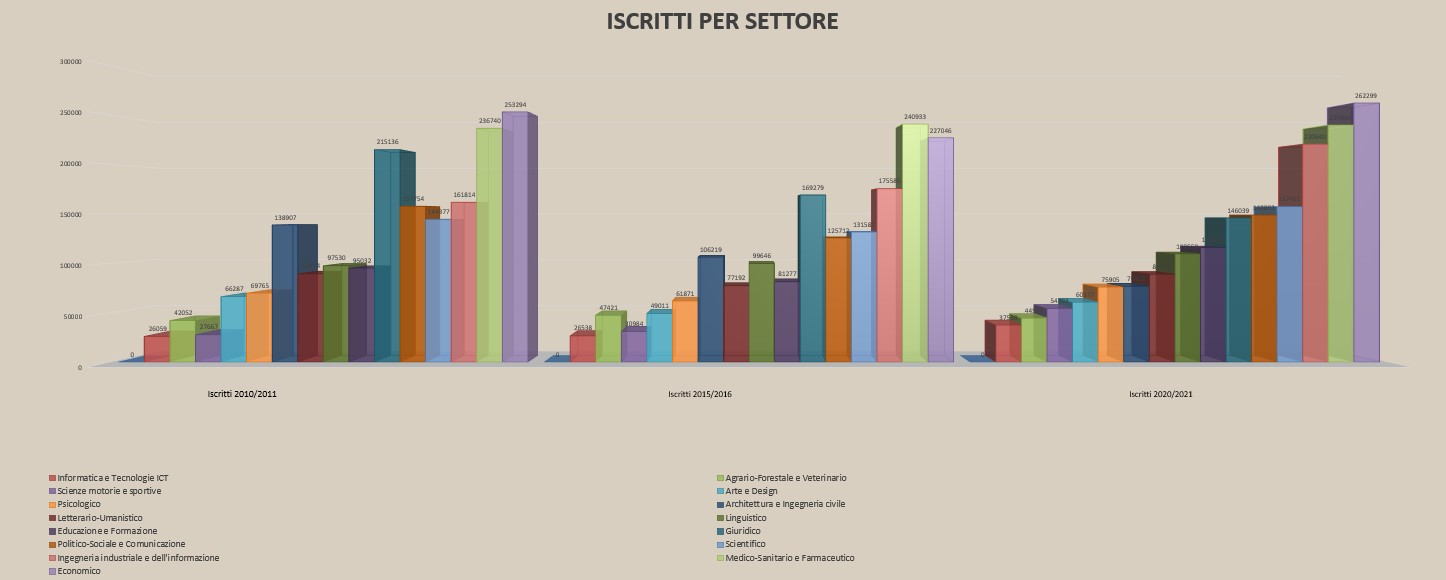 ISCRITTI PER SETTORE
300000
253294
262299
250000
236740
240933
227046
215136
200000
161814
169279
150000
138907
146039
125712
106219
100000
97530
95032
99646
77192
81277
75905
66287
69765
61871
50000
42052
47421
49011
26059
27667
26538
0
0
0
0
Iscritti 2010/2011
Iscritti 2015/2016
Iscritti 2020/2021
Informatica e Tecnologie ICT
Agrario-Forestale e Veterinario
Scienze motorie e sportive
Arte e Design
Psicologico
Architettura e Ingegneria civile
Letterario-Umanistico
Linguistico
Educazione e Formazione
Giuridico
Politico-Sociale e Comunicazione
Scientifico
Ingegneria industriale e dell'informazione
Medico-Sanitario e Farmaceutico
Economico